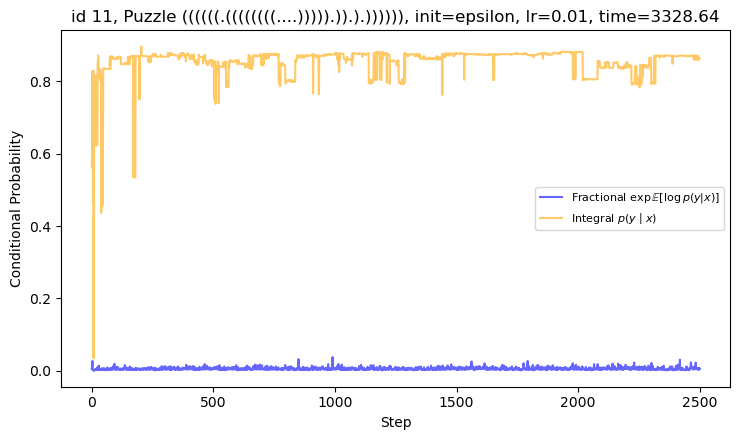 id 11, Puzzle ((((((.((((((((....))))).)).).)))))), init=epsilon, lr=0.01, time=3328.64
Conditional Probability
0.8
0.6
0.4
0.2
0.0
Fractional exp𝔼[log p(y|x)]
Integral p(y | x)
0
500
1000
1500
2000
2500
Step